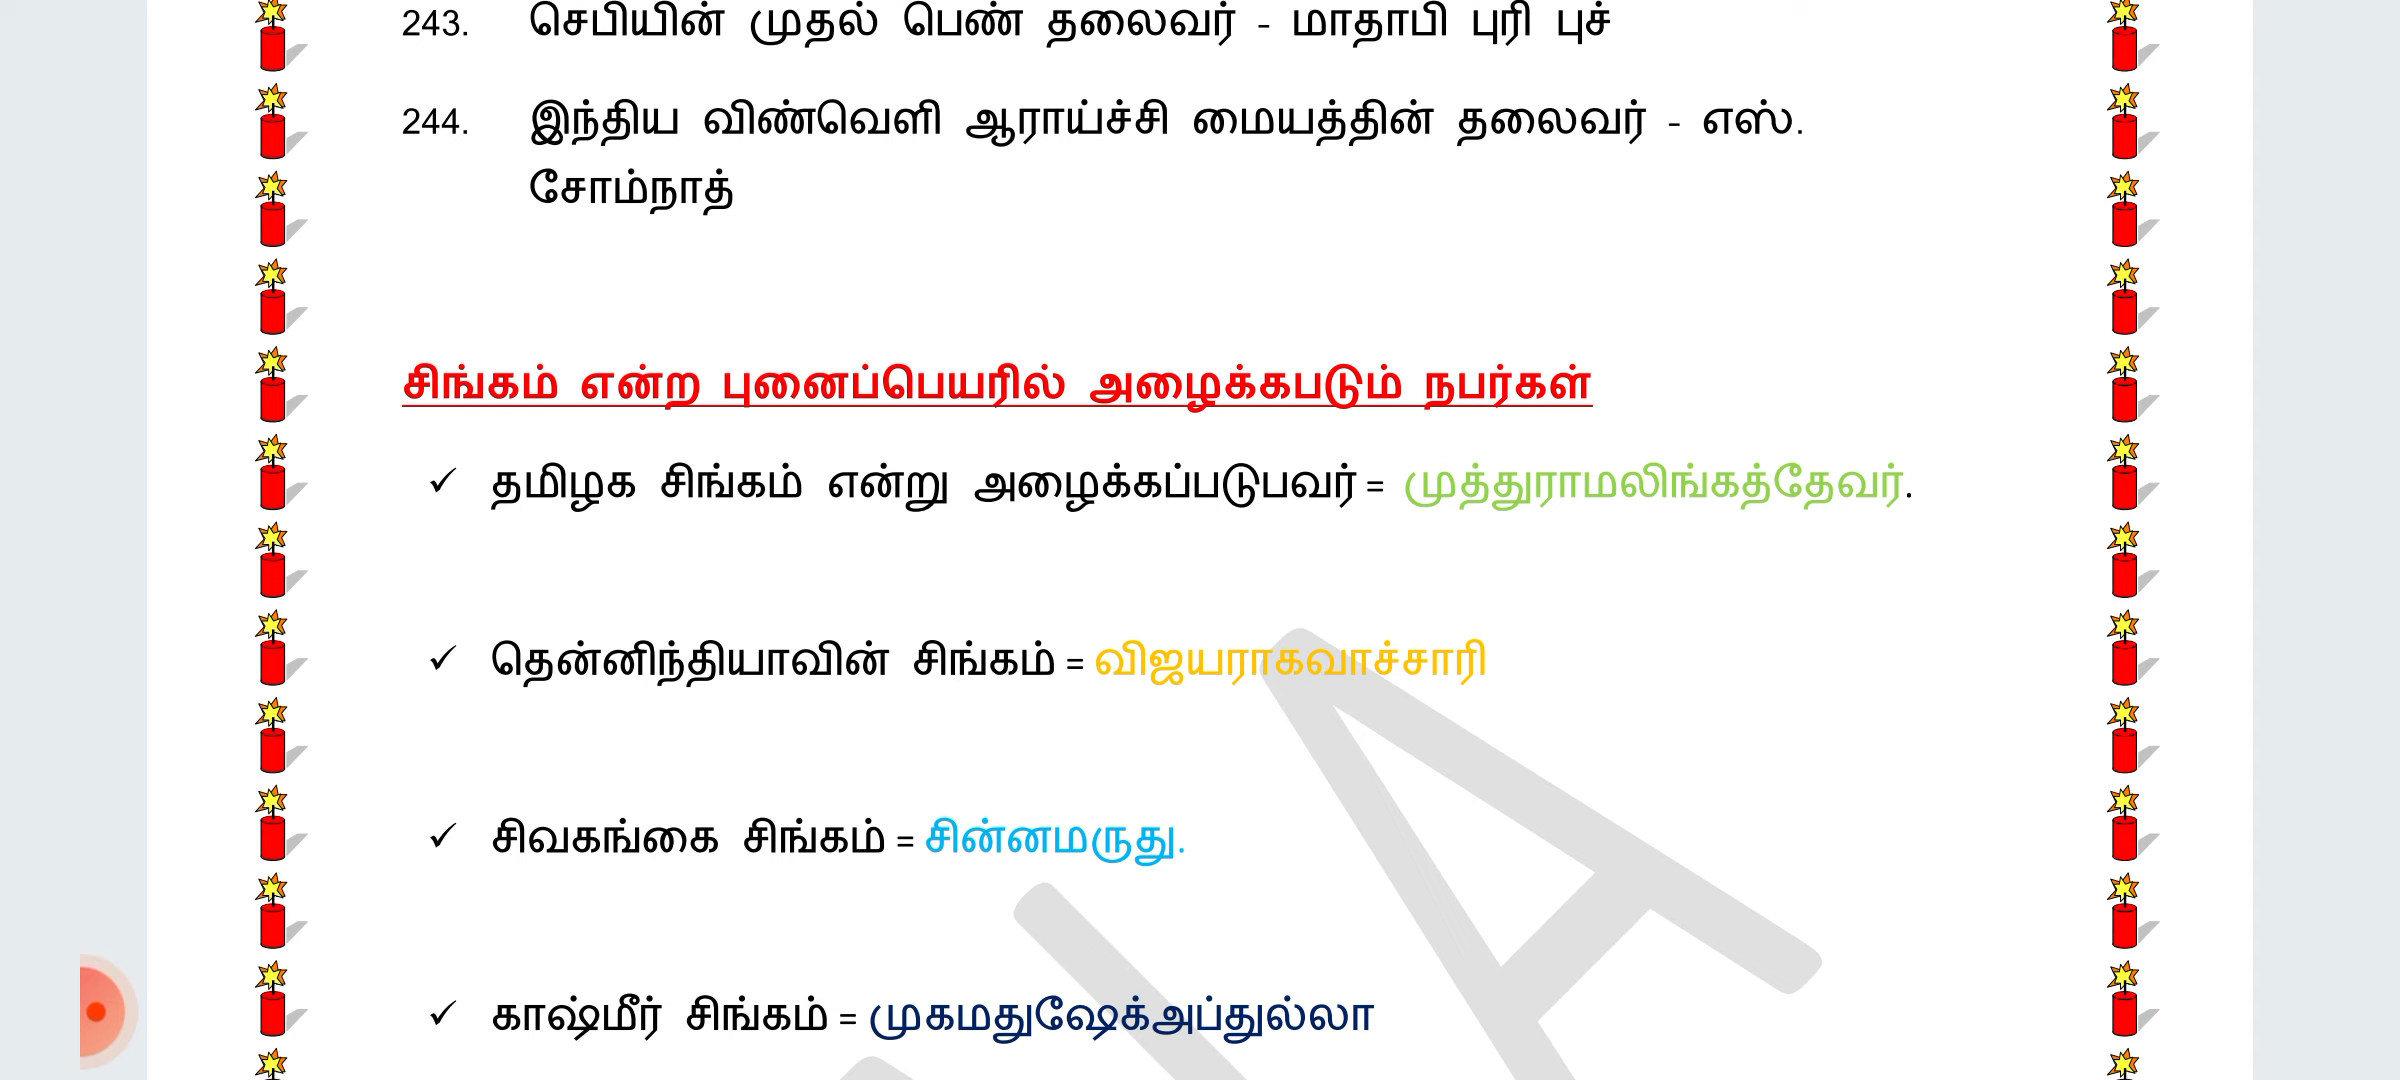 243. செபியின் முதல் பெண் தலைவர் - மாதாபி புரி புச்
244. இந்திய விண்வெளி ஆராய்ச்சி மையத்தின் தலைவர் - எஸ்.
சோம்நாத்
சிங்கம் என்ற புனைப்பெயரில் அழைக்கபடும் நபர்கள்
✓ தமிழக சிங்கம் என்று அழைக்கப்படுபவர் = முத்துராமலிங்கத்தேவர்.
✓ தென்னிந்தியாவின் சிங்கம் = விஜயராகவாச்சாரி
✓ சிவகங்கை சிங்கம் = சின்னமருது.
✓ காஷ்மீர் சிங்கம் = முகமதுஷேக்அப்துல்லா